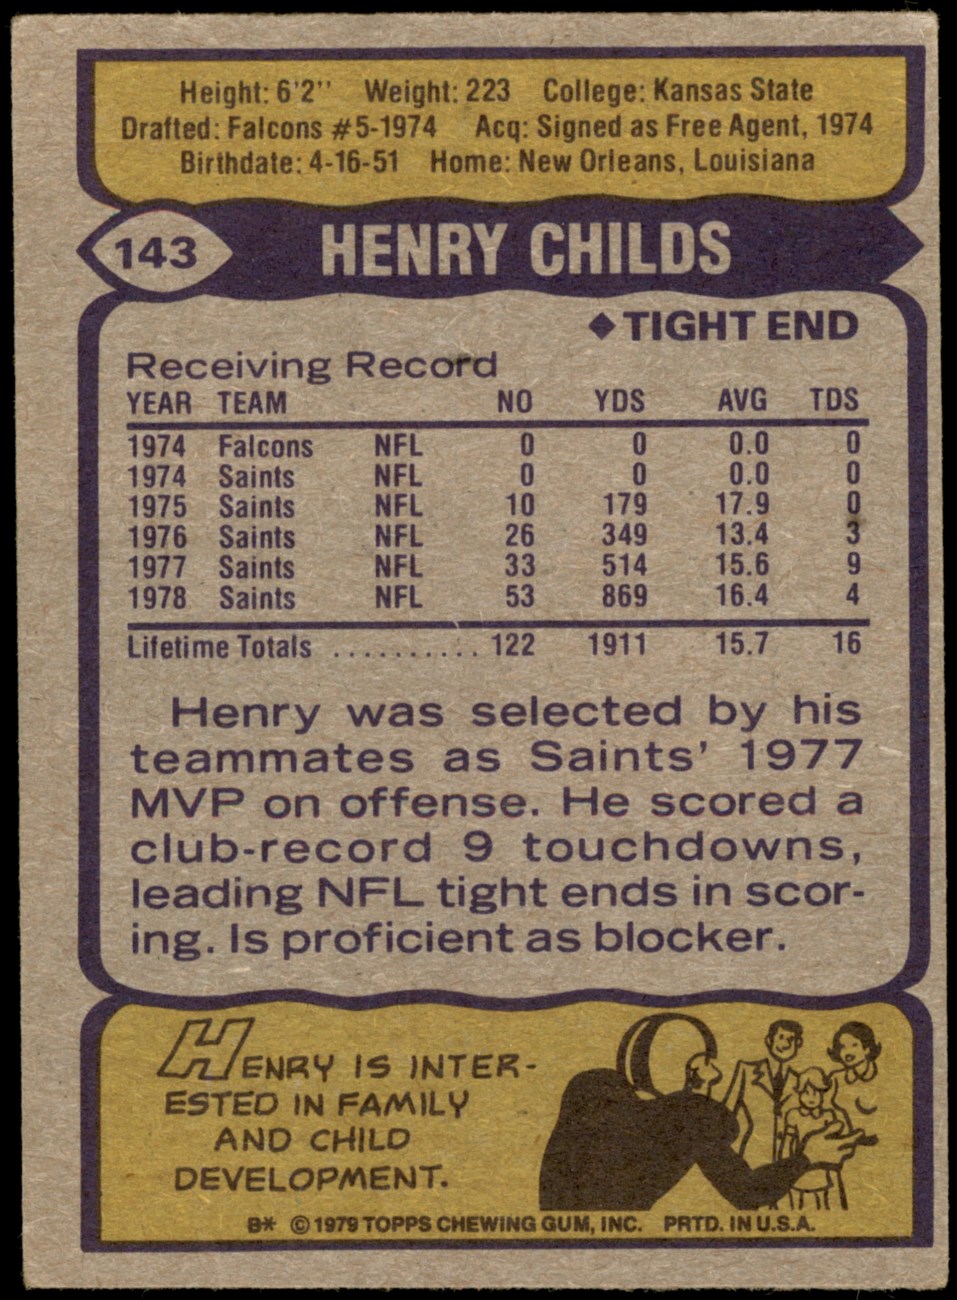 Height: 6'2'' Weight: 223 College: Kansas State
Drafted: Falcons #5-1974 Acq: Signed as Free Agent, 1974
Birthdate: 4-16-51 Home: New Orleans, Louisiana
143 HENRY CHILDS
◆TIGHT END
Receiving Record
YEAR TEAM NO YDS AVG TDS
1974 Falcons NFL 0 0 0.0 0
1974 Saints NFL 0 0 0.0 0
1975 Saints NFL 10 179 17.9 0
1976 Saints NFL 26 349 13.4 3
1977 Saints NFL 33 514 15.6 9
1978 Saints NFL 53 869 16.4 4
Lifetime Totals .......... 122 1911 15.7 16
Henry was selected by his
teammates as Saints' 1977
MVP on offense. He scored a
club-record 9 touchdowns,
leading NFL tight ends in scor-
ing. Is proficient as blocker.
HENRY IS INTER-
ESTED IN FAMILY
AND CHILD
DEVELOPMENT.
B* © 1979 TOPPS CHEWING GUM, INC. PRTD. IN U.S.A.